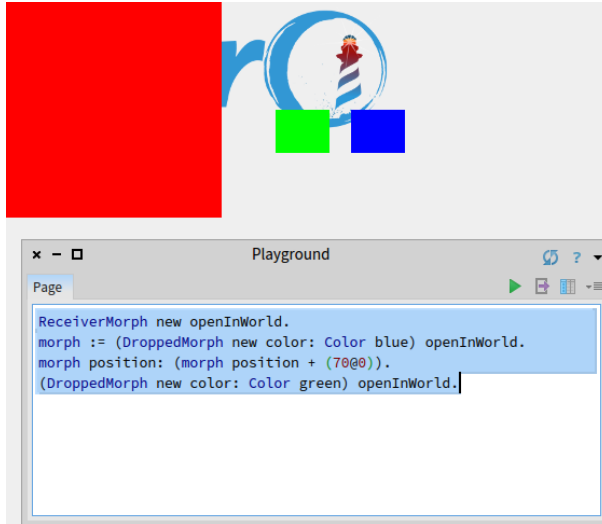 r
Playground
?
Page
ReceiverMorph new openInWorld.
morph := (DroppedMorph new color: Color blue) openInWorld.
morph position: (morph position + (70@0)).
(DroppedMorph new color: Color green) openInWorld.